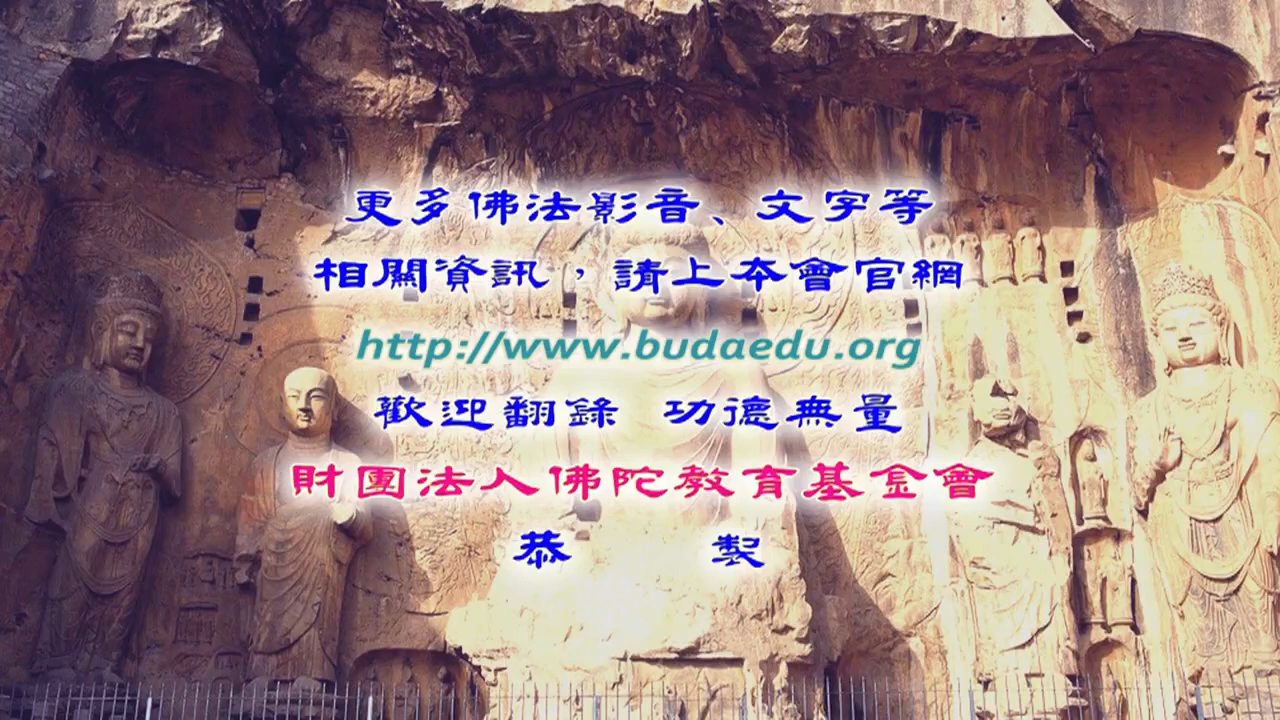 更多佛法影音、文字等
相關資訊，請上本會官網
http://www.budaedu.org
歡迎翻錄 功德無量
財團法人佛陀教育基金會
恭 製